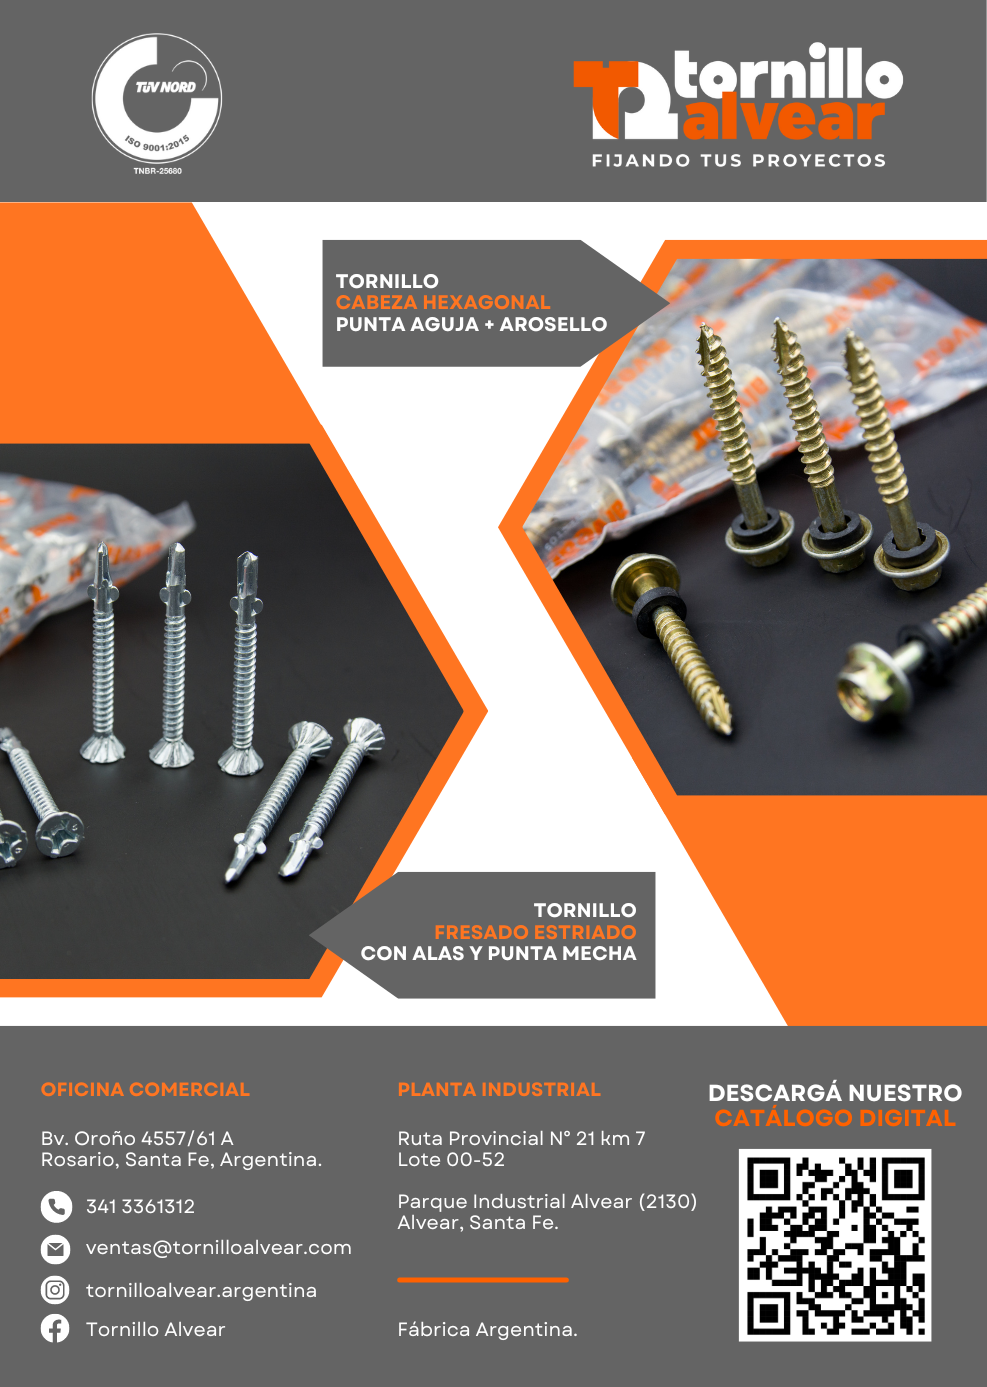 TÜV NORD
ISO 9001:2015
TNBR-25680
tornillo
alvear
FIJANDO TUS PROYECTOS
TORNILLO
CABEZA HEXAGONAL
PUNTA AGUJA + AROSELLO
TORNILLO
FRESADO ESTRIADO
CON ALAS Y PUNTA MECHA
OFICINA COMERCIAL
Bv. Oroño 4557/61 A
Rosario, Santa Fe, Argentina.
341 3361312
ventas@tornilloalvear.com
tornilloalvear.argentina
Tornillo Alvear
PLANTA INDUSTRIAL
Ruta Provincial N° 21 km 7
Lote 00-52
Parque Industrial Alvear (2130)
Alvear, Santa Fe.
Fábrica Argentina.
DESCARGÁ NUESTRO
CATÁLOGO DIGITAL